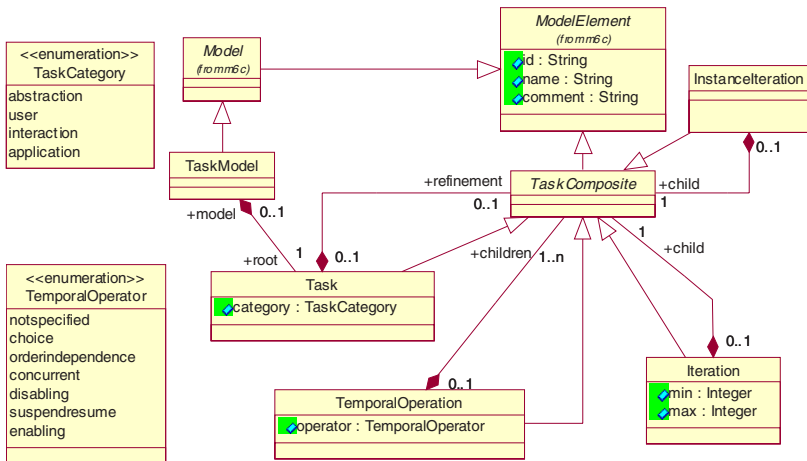 <<enumeration>>
TaskCategory
abstraction
user
interaction
application
Model
(from m6c)
ModelElement
(from m6c)
id : String
name : String
comment : String
InstanceIteration
0..1
TaskModel
+model
0..1
1
+root
+refinement
0..1
0..1
TaskComposite
+child
1
+children
1..n
1
+child
0..1
<<enumeration>>
TemporalOperator
notspecified
choice
orderindependence
concurrent
disabling
suspendresume
enabling
Task
category : TaskCategory
0..1
TemporalOperation
operator : TemporalOperator
Iteration
min : Integer
max : Integer